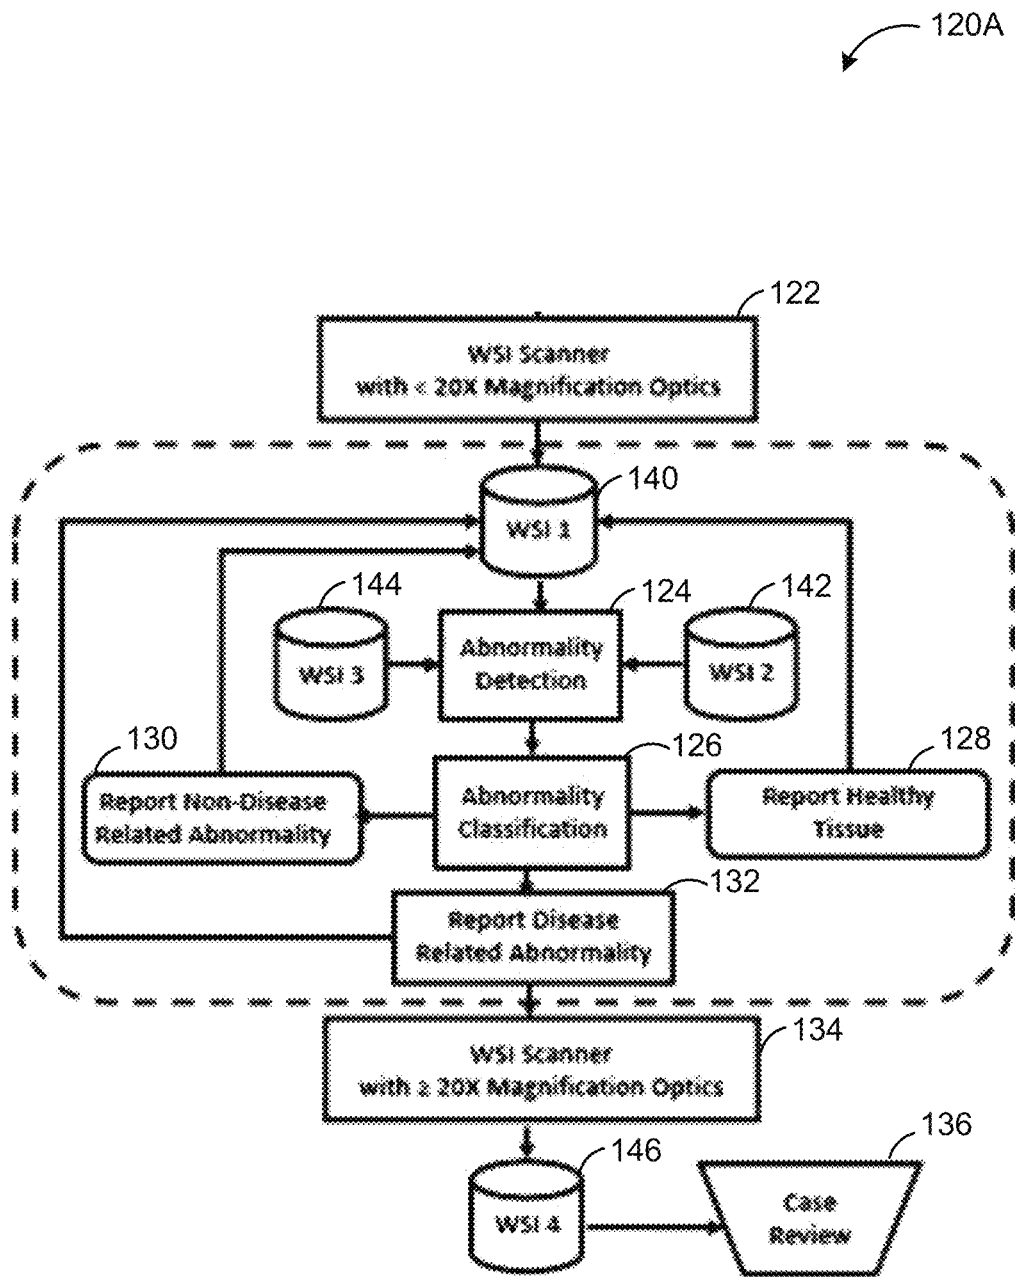 120A
122
WSI Scanner
with < 20X Magnification Optics
140
WSI 1
144
124
142
WSI 3
Abnormality
Detection
WSI 2
130
126
128
Report Non-Disease
Related Abnormality
Abnormality
Classification
Report Healthy
Tissue
132
Report Disease
Related Abnormality
134
WSI Scanner
with ≥ 20X Magnification Optics
146
136
WSI 4
Case
Review